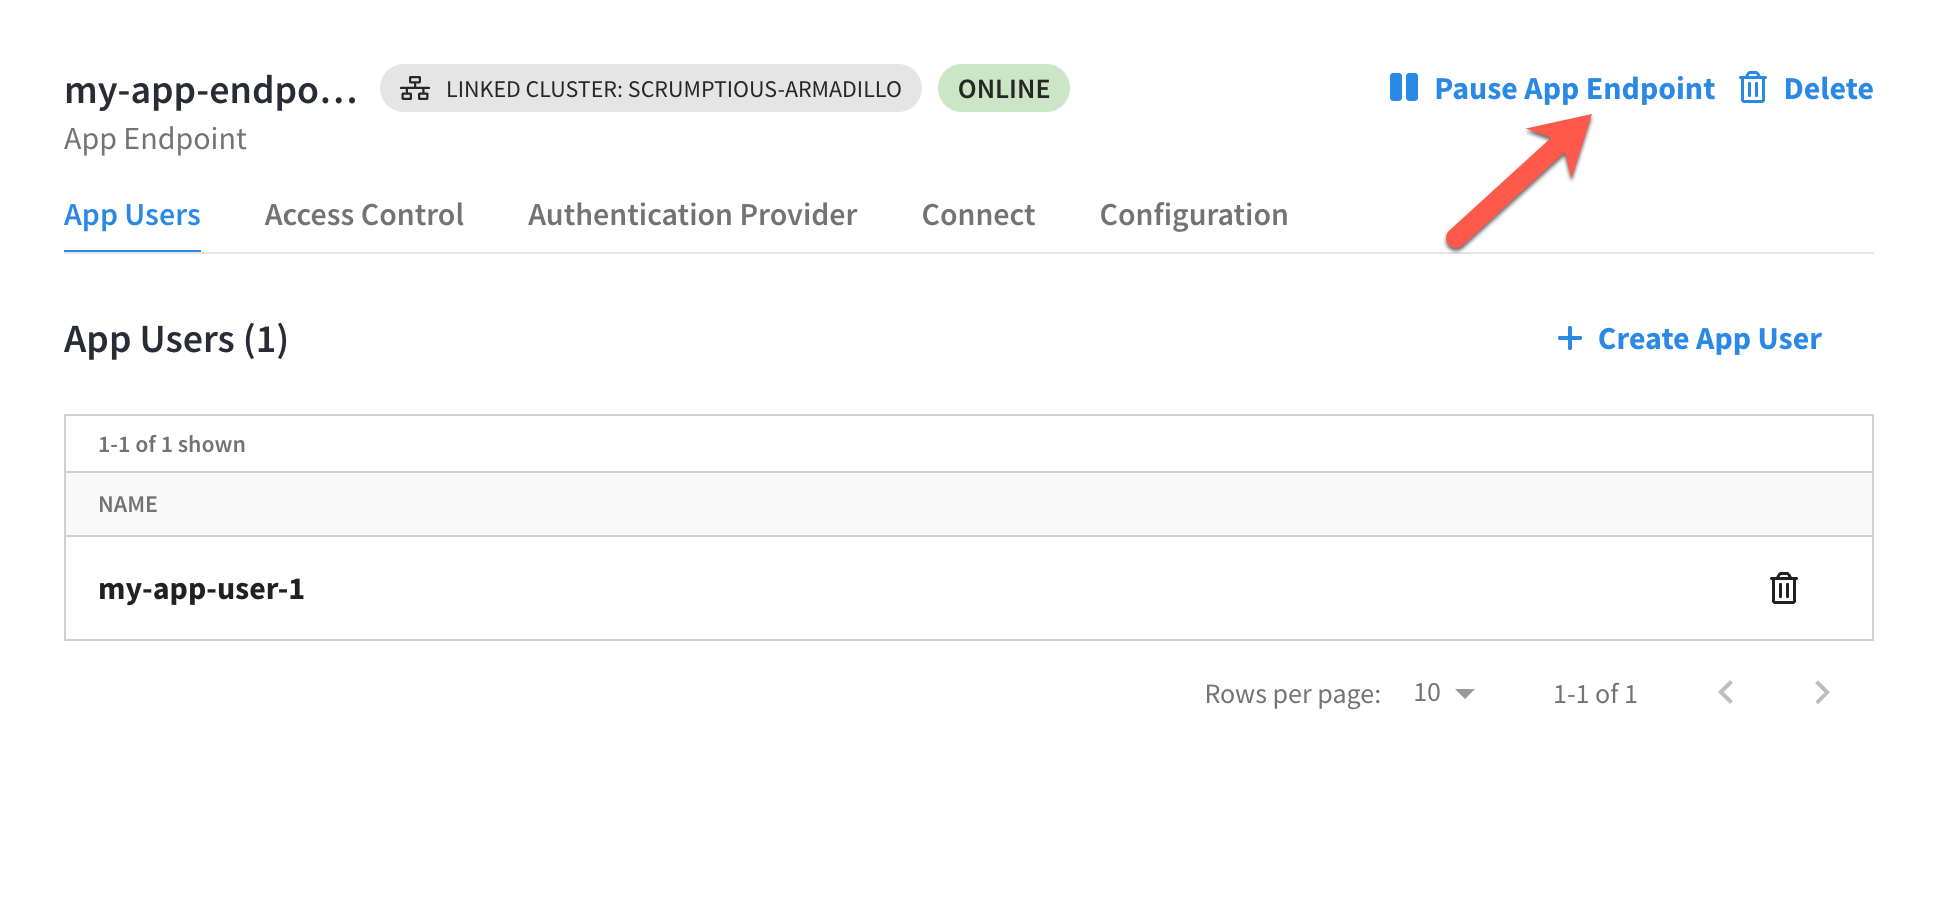 my-app-endpo... LINKED CLUSTER: SCRUMPTIOUS-ARMADILLO ONLINE Pause App Endpoint Delete
App Endpoint
App Users Access Control Authentication Provider Connect Configuration
App Users (1) + Create App User
1-1 of 1 shown
NAME
my-app-user-1
Rows per page: 10 1-1 of 1